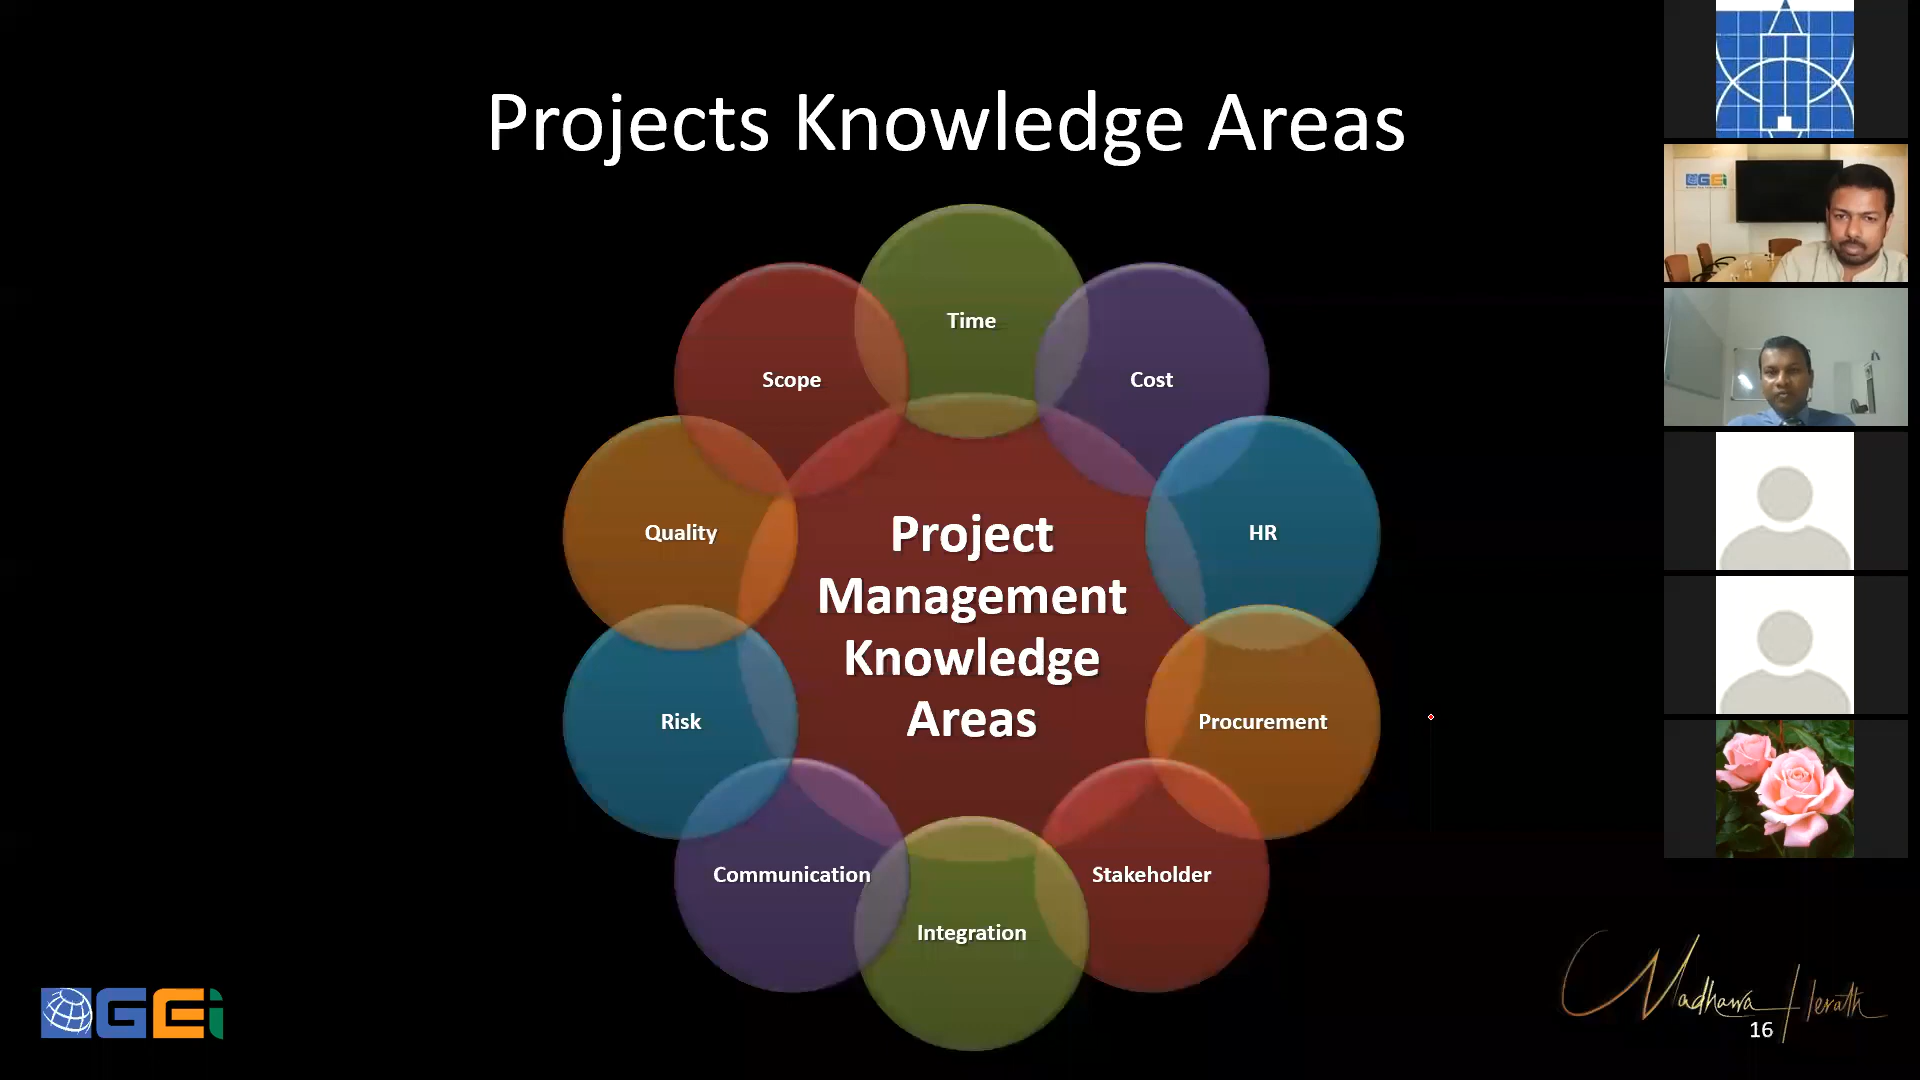 Projects Knowledge Areas
Time
Scope
Cost
Quality
HR
Project
Management
Knowledge
Areas
Risk
Procurement
Communication
Stakeholder
Integration
GEi
Madhawa Herath
16
GEi